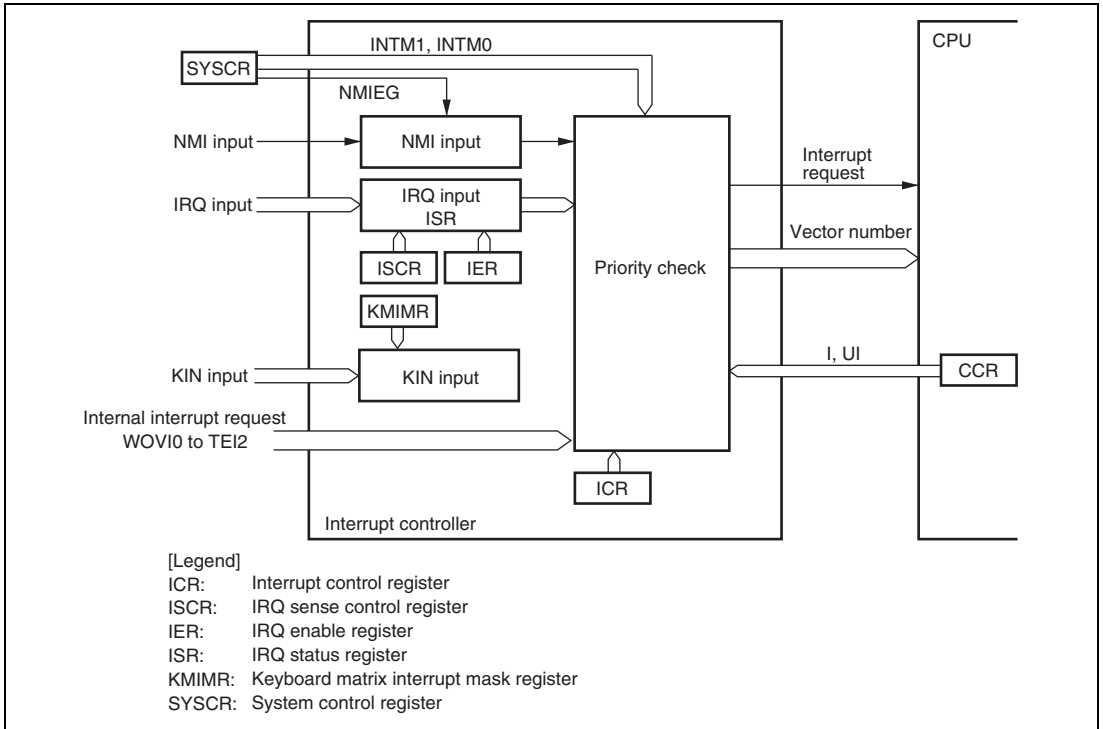 INTM1, INTM0
CPU
SYSCR
NMIEG
NMI input
NMI input
Interrupt
request
IRQ input
IRQ input
ISR
Vector number
ISCR
IER
Priority check
KMIMR
I, UI
KIN input
KIN input
CCR
Internal interrupt request
WOVI0 to TEI2
ICR
Interrupt controller
[Legend]
ICR: Interrupt control register
ISCR: IRQ sense control register
IER: IRQ enable register
ISR: IRQ status register
KMIMR: Keyboard matrix interrupt mask register
SYSCR: System control register